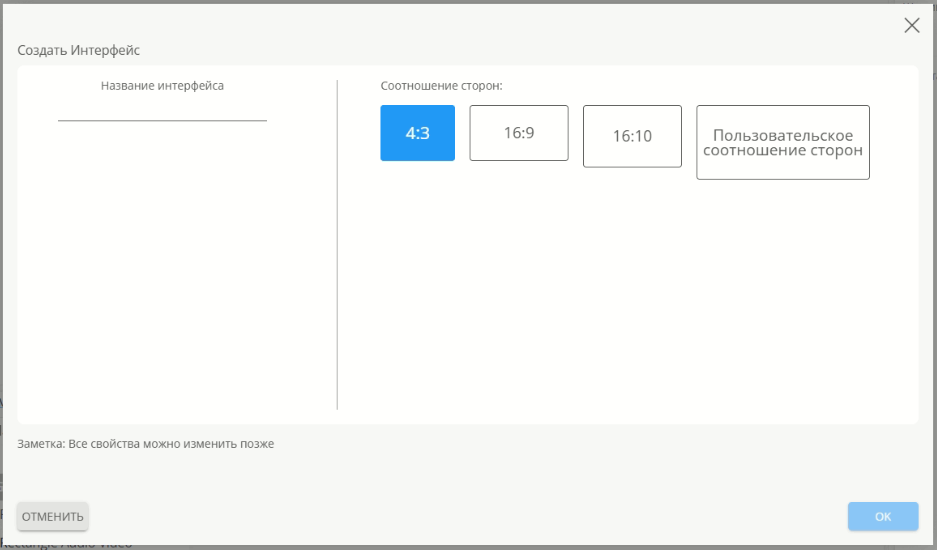 Создать Интерфейс
Название интерфейса
Соотношение сторон:
4:3
16:9
16:10
Пользовательское
соотношение сторон
Заметка: Все свойства можно изменить позже
ОТМЕНИТЬ
OK